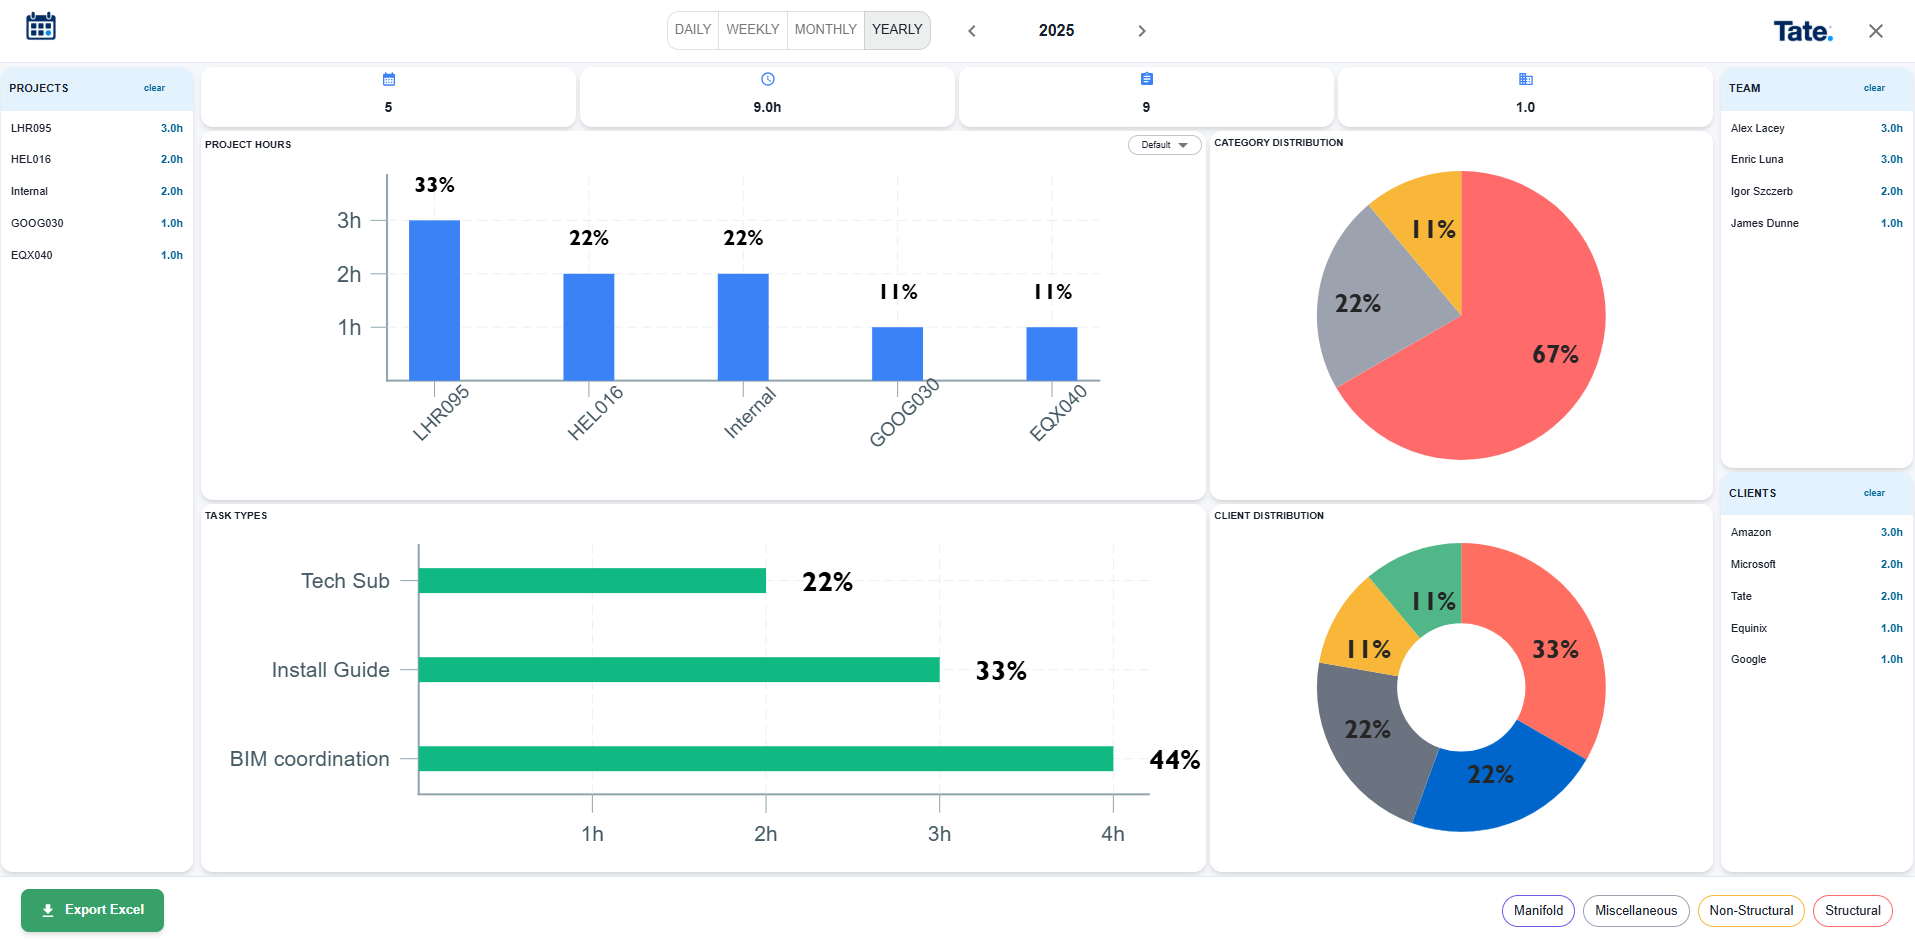 DAILY WEEKLY MONTHLY YEARLY
2025
Tate.
PROJECTS clear
LHR095 3.0h
HEL016 2.0h
Internal 2.0h
GOOG030 1.0h
EQX040 1.0h
5
9.0h
9
1.0
PROJECT HOURS
Default
33%
22%
22%
11%
11%
3h
2h
1h
LHR095
HEL016
Internal
GOOG030
EQX040
CATEGORY DISTRIBUTION
11%
22%
67%
TASK TYPES
Tech Sub 22%
Install Guide 33%
BIM coordination 44%
1h 2h 3h 4h
CLIENT DISTRIBUTION
11%
11%
33%
22%
22%
TEAM clear
Alex Lacey 3.0h
Enric Luna 3.0h
Igor Szczerb 2.0h
James Dunne 1.0h
CLIENTS clear
Amazon 3.0h
Microsoft 2.0h
Tate 2.0h
Equinix 1.0h
Google 1.0h
Export Excel
Manifold Miscellaneous Non-Structural Structural